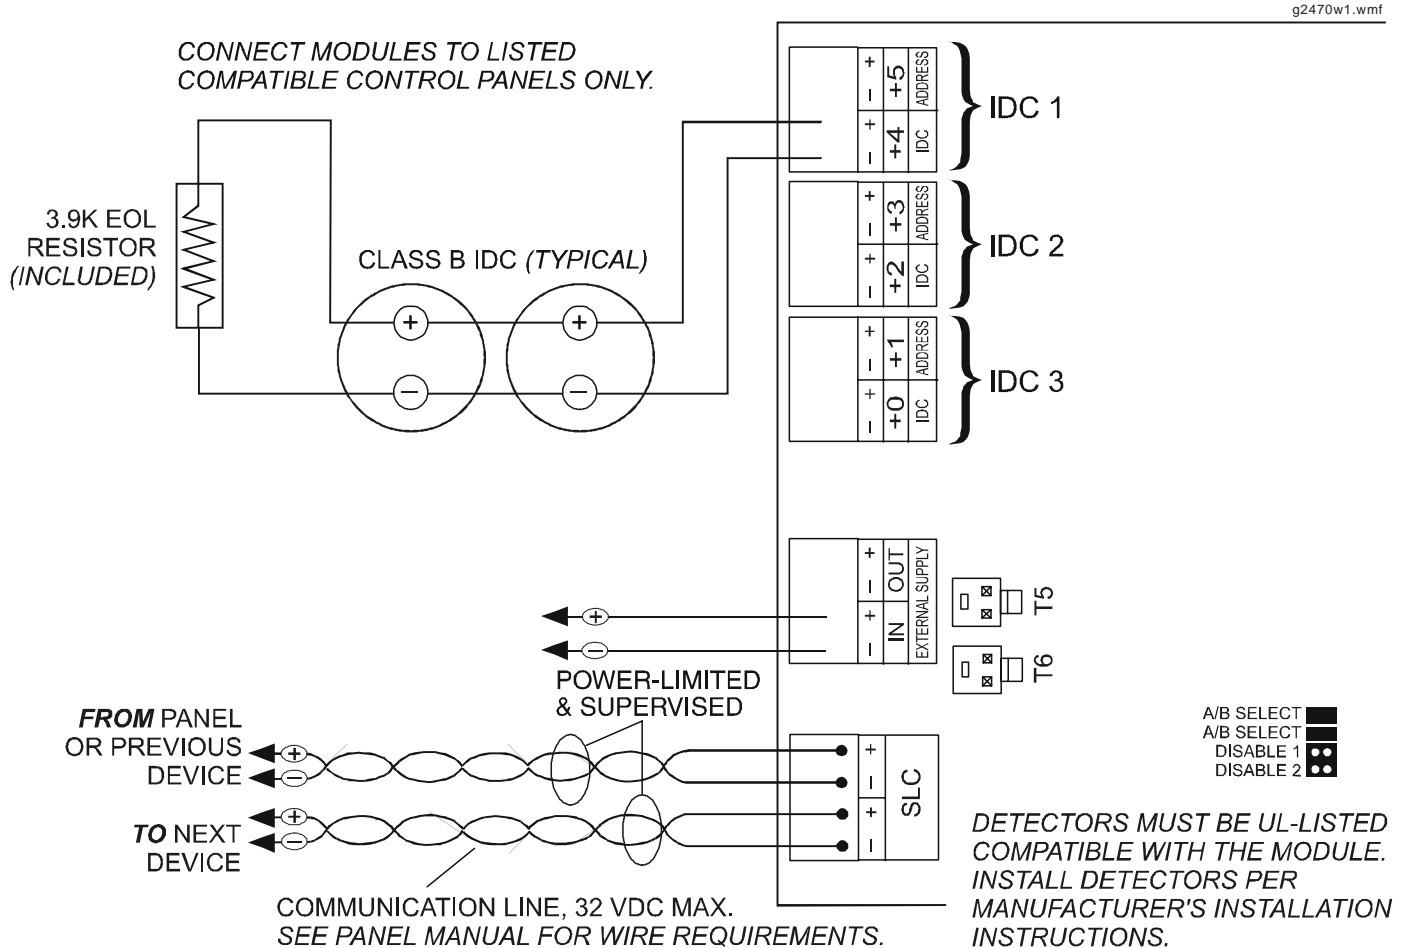 g2470w1.wmf
CONNECT MODULES TO LISTED
COMPATIBLE CONTROL PANELS ONLY.
+ +5 ADDRESS
−
+ +4 IDC
−
IDC 1
3.9K EOL
RESISTOR
(INCLUDED)
CLASS B IDC (TYPICAL)
+ +
− −
+ +3 ADDRESS
−
+ +2 IDC
−
IDC 2
+ +1 ADDRESS
−
+ +0 IDC
−
IDC 3
+ OUT
−
+ IN
−
EXTERNAL SUPPLY
T5
T6
+
−
POWER-LIMITED
& SUPERVISED
FROM PANEL
OR PREVIOUS
DEVICE
+
−
TO NEXT
DEVICE
+
−
+
−
+
−
SLC
A/B SELECT
A/B SELECT
DISABLE 1
DISABLE 2
COMMUNICATION LINE, 32 VDC MAX.
SEE PANEL MANUAL FOR WIRE REQUIREMENTS.
DETECTORS MUST BE UL-LISTED
COMPATIBLE WITH THE MODULE.
INSTALL DETECTORS PER
MANUFACTURER'S INSTALLATION
INSTRUCTIONS.